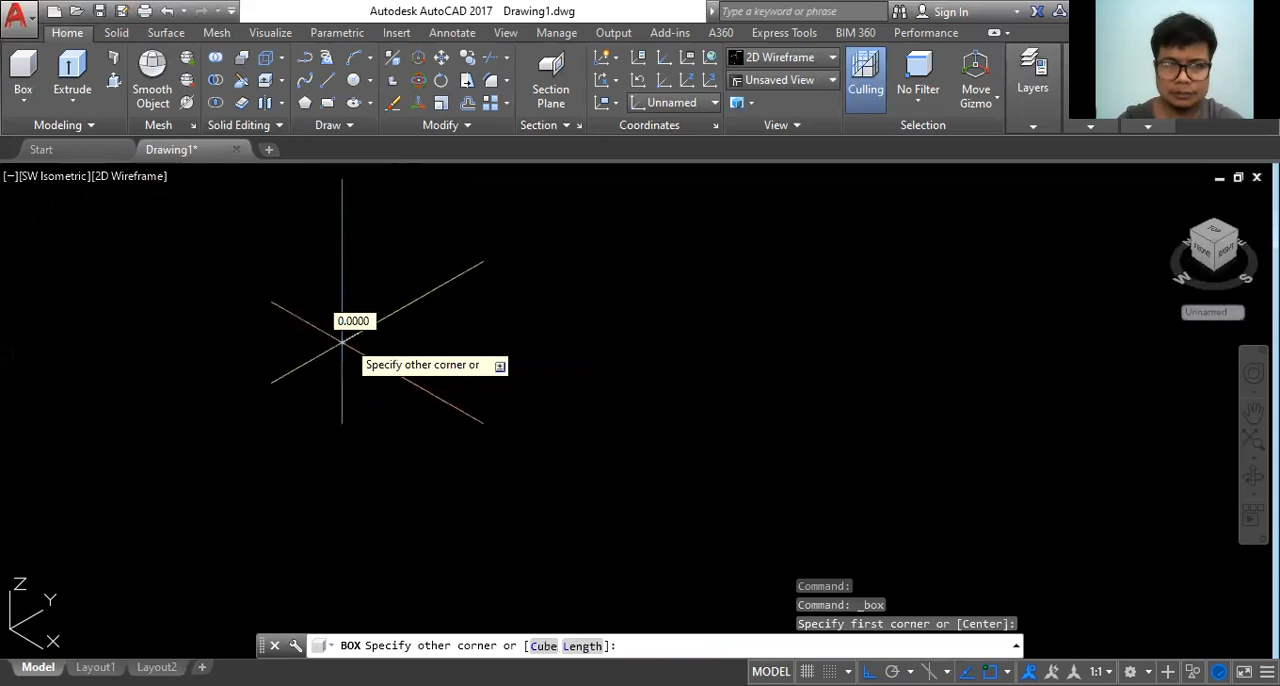 Autodesk AutoCAD 2017 Drawing1.dwg
Type a keyword or phrase
Sign In
Home Solid Surface Mesh Visualize Parametric Insert Annotate View Manage Output Add-ins A360 Express Tools BIM 360 Performance
Box
Extrude
Smooth
Object
Section
Plane
Unnamed
2D Wireframe
Unsaved View
Culling
No Filter
Move
Gizmo
Layers
Modeling Mesh Solid Editing Draw Modify Section Coordinates View Selection
Start Drawing1*
[−][SW Isometric][2D Wireframe]
TOP
FRONT RIGHT
W S
Unnamed
0.0000
Specify other corner or
Z
Y
X
Command:
Command: _box
Specify first corner or [Center]:
BOX Specify other corner or [Cube Length]:
Model Layout1 Layout2 +
MODEL 1:1